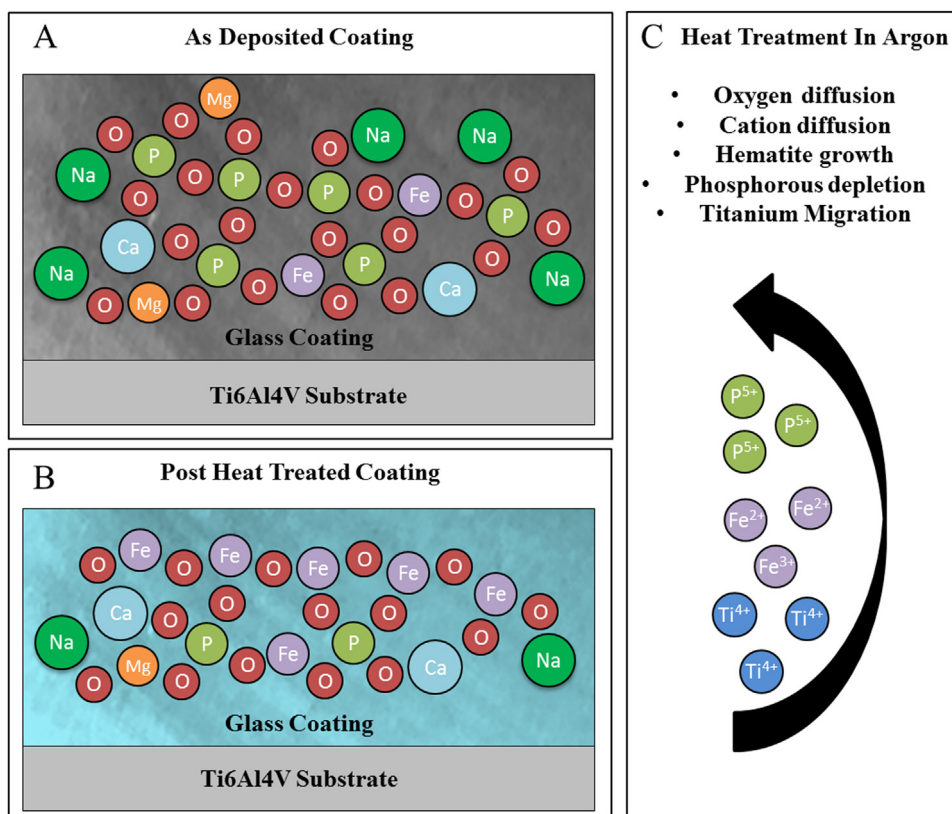 A
As Deposited Coating
Mg
O
O
O
O
Na
Na
Na
P
O
P
O
P
O
Fe
O
O
P
O
O
O
O
O
O
Ca
O
P
Fe
P
O
Na
O
Ca
Na
O
Mg
O
O
O
Glass Coating
Ti6Al4V Substrate
B
Post Heat Treated Coating
O
Fe
O
Fe
O
Fe
O
Fe
O
Fe
Ca
O
O
O
O
O
O
Na
P
Fe
P
Na
O
Mg
O
O
O
O
Ca
Glass Coating
Ti6Al4V Substrate
C
Heat Treatment In Argon
• Oxygen diffusion
• Cation diffusion
• Hematite growth
• Phosphorous depletion
• Titanium Migration
P5+
P5+
P5+
Fe2+
Fe2+
Fe3+
Ti4+
Ti4+
Ti4+